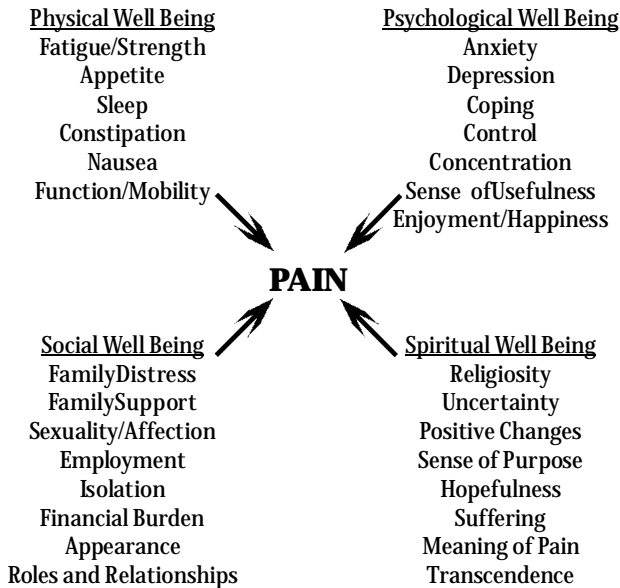 Physical Well Being
Fatigue/Strength
Appetite
Sleep
Constipation
Nausea
Function/Mobility
Psychological Well Being
Anxiety
Depression
Coping
Control
Concentration
Sense ofUsefulness
Enjoyment/Happiness
PAIN
Social Well Being
FamilyDistress
FamilySupport
Sexuality/Affection
Employment
Isolation
Financial Burden
Appearance
Roles and Relationships
Spiritual Well Being
Religiosity
Uncertainty
Positive Changes
Sense of Purpose
Hopefulness
Suffering
Meaning of Pain
Transcendence